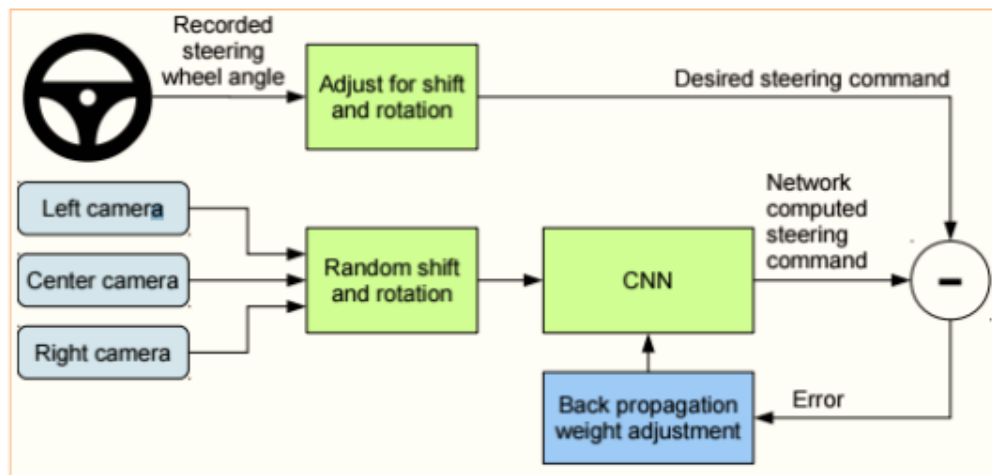 Recorded
steering
wheel angle
Adjust for shift
and rotation
Desired steering command
Left camera
Center camera
Right camera
Random shift
and rotation
CNN
Network
computed
steering
command
-
Back propagation
weight adjustment
Error